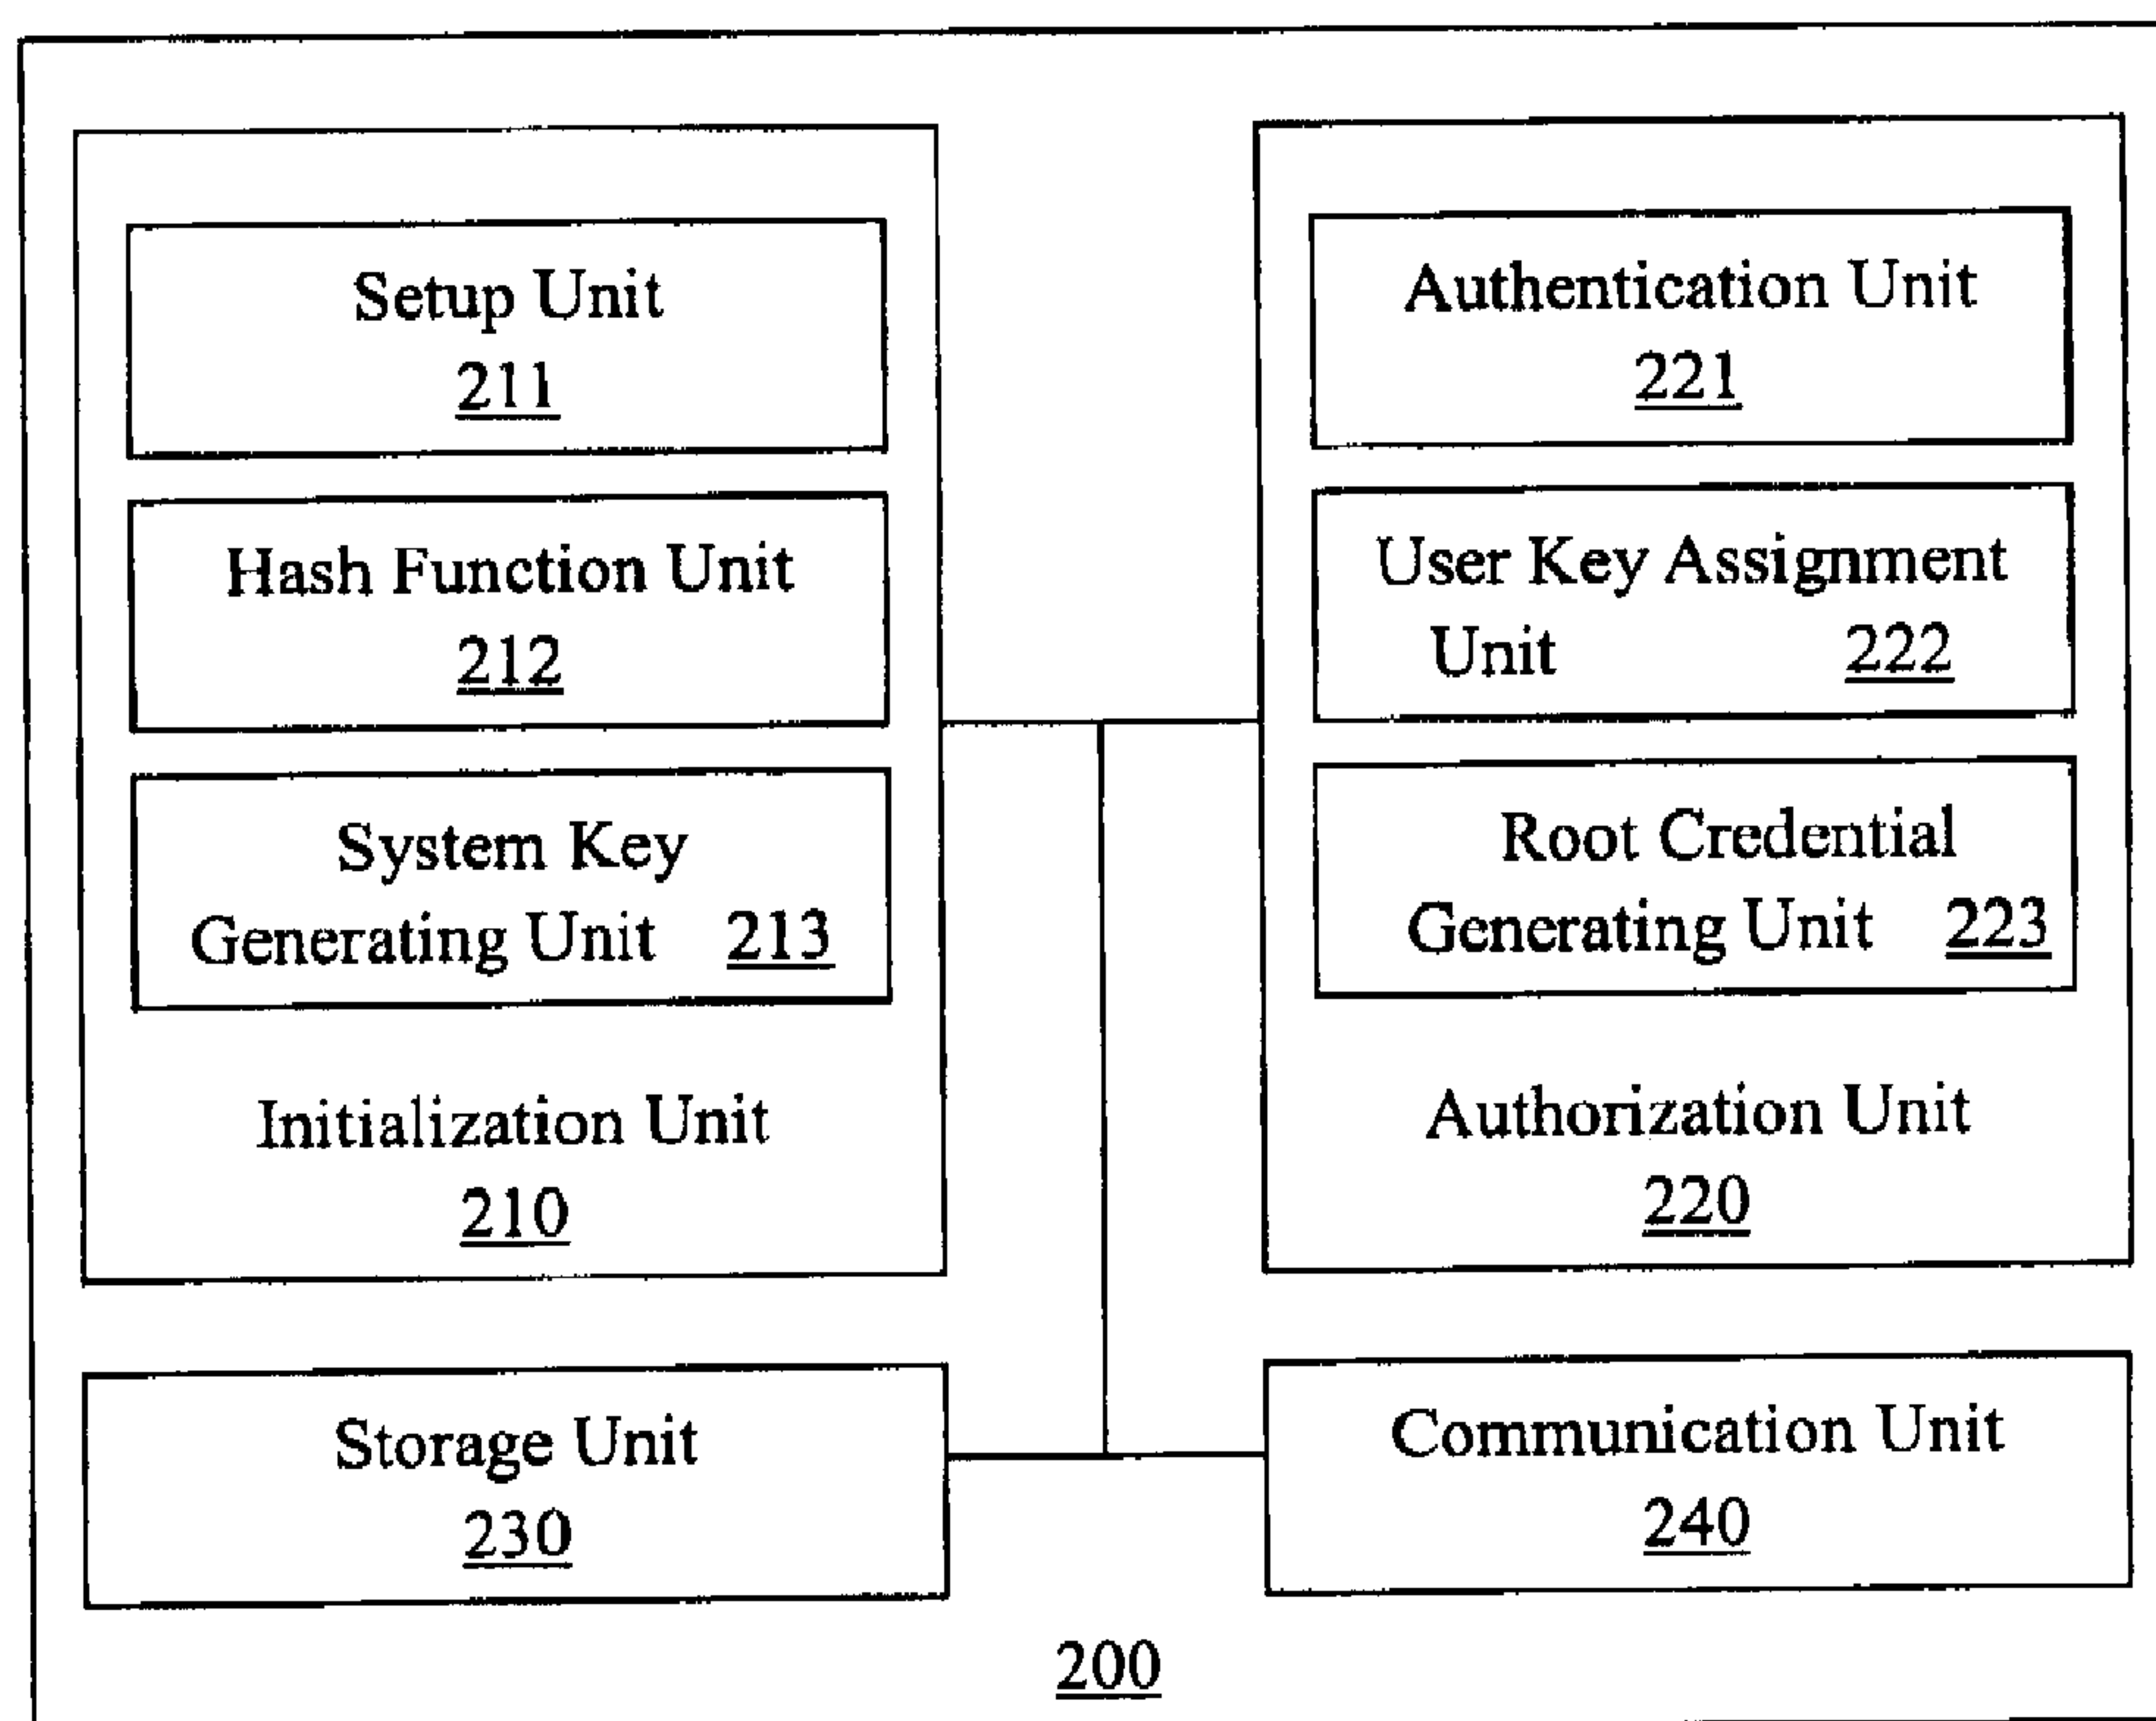 Setup Unit
211
Hash Function Unit
212
System Key
Generating Unit 213
Initialization Unit
210
Authentication Unit
221
User Key Assignment
Unit 222
Root Credential
Generating Unit 223
Authorization Unit
220
Storage Unit
230
Communication Unit
240
200